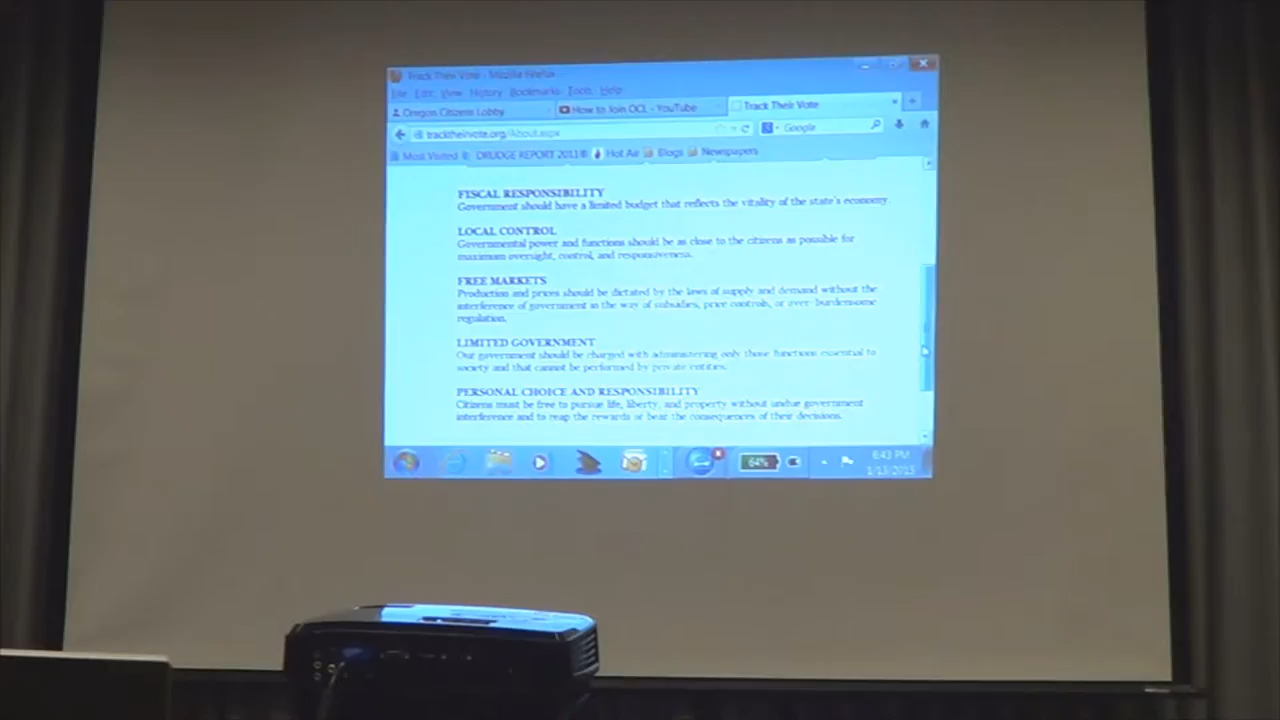 Track Their Vote - Mozilla Firefox
File Edit View History Bookmarks Tools Help
Oregon Citizens Lobby How to Join OCL - YouTube Track Their Vote
tracktheirvote.org/About.aspx Google
Most Visited DRUDGE REPORT 2013® Hot Air Blogs Newspapers
FISCAL RESPONSIBILITY
Government should have a limited budget that reflects the vitality of the state's economy.
LOCAL CONTROL
Governmental power and functions should be as close to the citizens as possible for
maximum oversight, control, and responsiveness.
FREE MARKETS
Production and prices should be dictated by the laws of supply and demand without the
interference of government in the way of subsidies, price controls, or over-burdensome
regulation.
LIMITED GOVERNMENT
Our government should be charged with administering only those functions essential to
society and that cannot be performed by private entities.
PERSONAL CHOICE AND RESPONSIBILITY
Citizens must be free to pursue life, liberty, and property without undue government
interference and to reap the rewards or bear the consequences of their decisions.
64% 6:43 PM
1/13/2013